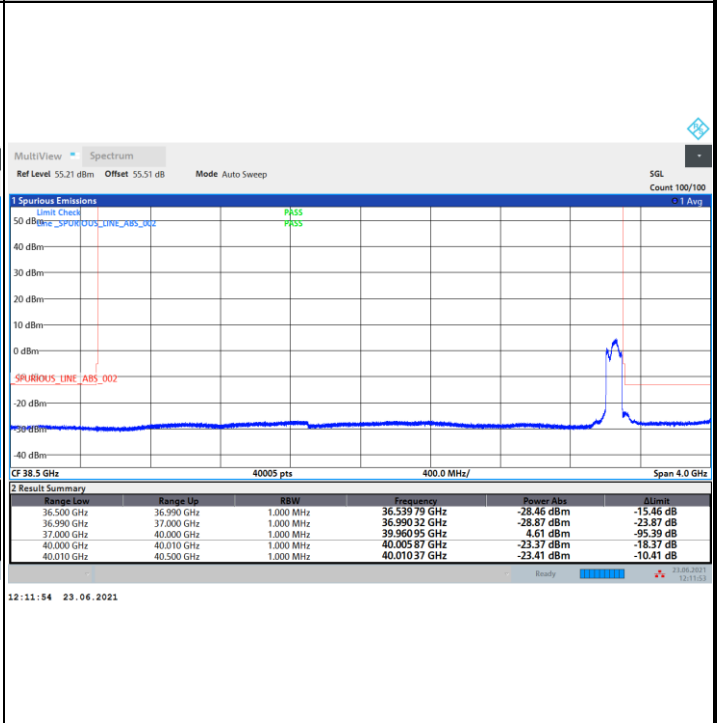 MultiView Spectrum
Ref Level 55.21 dBm Offset 55.51 dB Mode Auto Sweep SGL
Count 100/100
1 Spurious Emissions 1 Avg
Limit Check PASS
50 dBm Line _SPURIOUS_LINE_ABS_002 PASS
40 dBm
30 dBm
20 dBm
10 dBm
0 dBm
_SPURIOUS_LINE_ABS_002
-20 dBm
-30 dBm
-40 dBm
CF 38.5 GHz 40005 pts 400.0 MHz/ Span 4.0 GHz
2 Result Summary
Range Low Range Up RBW Frequency Power Abs ΔLimit
36.500 GHz 36.990 GHz 1.000 MHz 36.539 79 GHz -28.46 dBm -15.46 dB
36.990 GHz 37.000 GHz 1.000 MHz 36.990 32 GHz -28.87 dBm -23.87 dB
37.000 GHz 40.000 GHz 1.000 MHz 39.960 95 GHz 4.61 dBm -95.39 dB
40.000 GHz 40.010 GHz 1.000 MHz 40.005 87 GHz -23.37 dBm -18.37 dB
40.010 GHz 40.500 GHz 1.000 MHz 40.010 37 GHz -23.41 dBm -10.41 dB
Ready 23.06.2021
12:11:53
12:11:54 23.06.2021